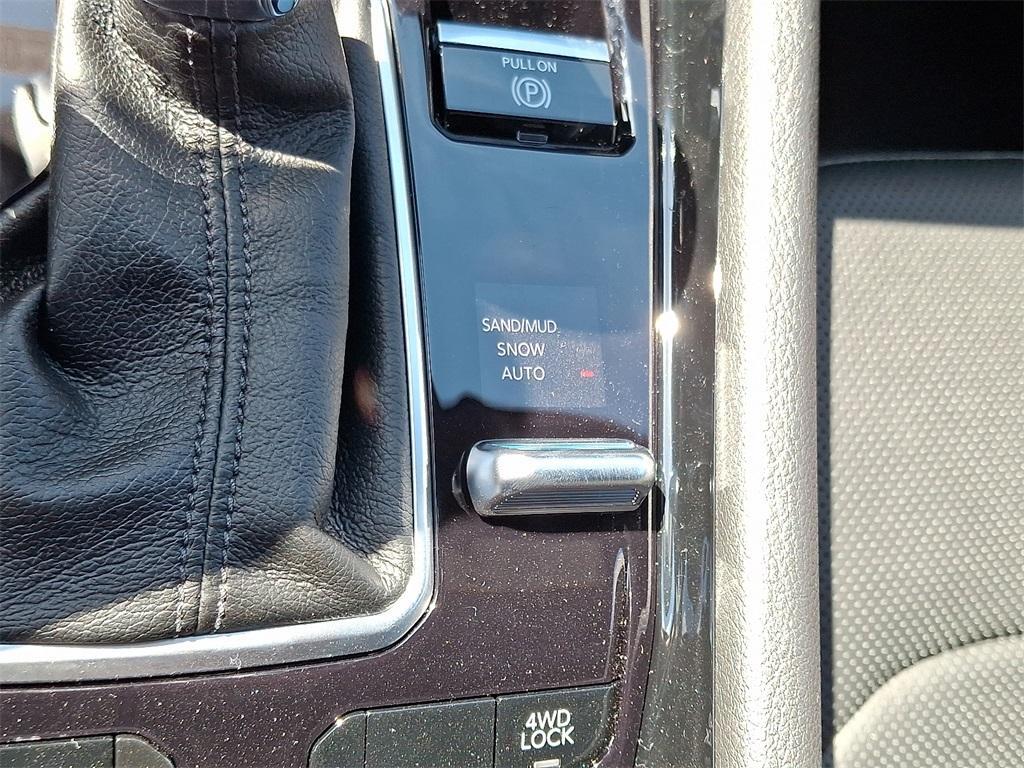 PULL ON
(P)
SAND/MUD
SNOW
AUTO
4WD
LOCK